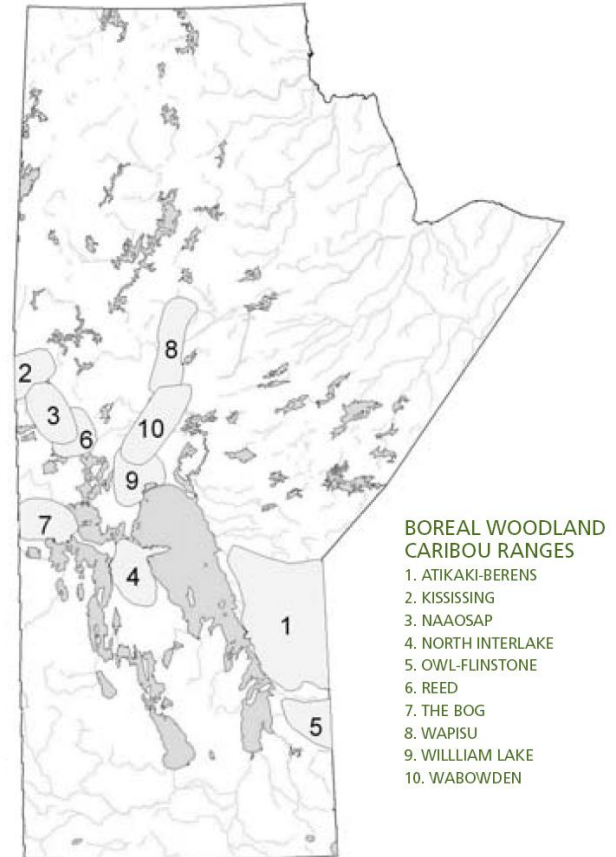 8
2
3
10
6
9
7
4
1
5
BOREAL WOODLAND
CARIBOU RANGES
1. ATIKAKI-BERENS
2. KISSISSING
3. NAAOSAP
4. NORTH INTERLAKE
5. OWL-FLINSTONE
6. REED
7. THE BOG
8. WAPISU
9. WILLLIAM LAKE
10. WABOWDEN